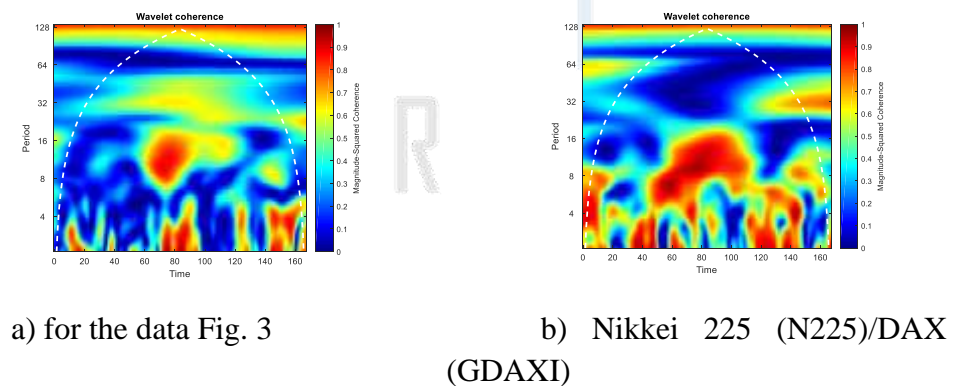 Wavelet coherence
128
64
32
16
8
4
Period
0 20 40 60 80 100 120 140 160
Time
1
0.9
0.8
0.7
0.6
0.5
0.4
0.3
0.2
0.1
0
Magnitude-Squared Coherence
R
Wavelet coherence
128
64
32
16
8
4
Period
0 20 40 60 80 100 120 140 160
Time
1
0.9
0.8
0.7
0.6
0.5
0.4
0.3
0.2
0.1
0
Magnitude-Squared Coherence
a) for the data Fig. 3
b) Nikkei 225 (N225)/DAX
(GDAXI)